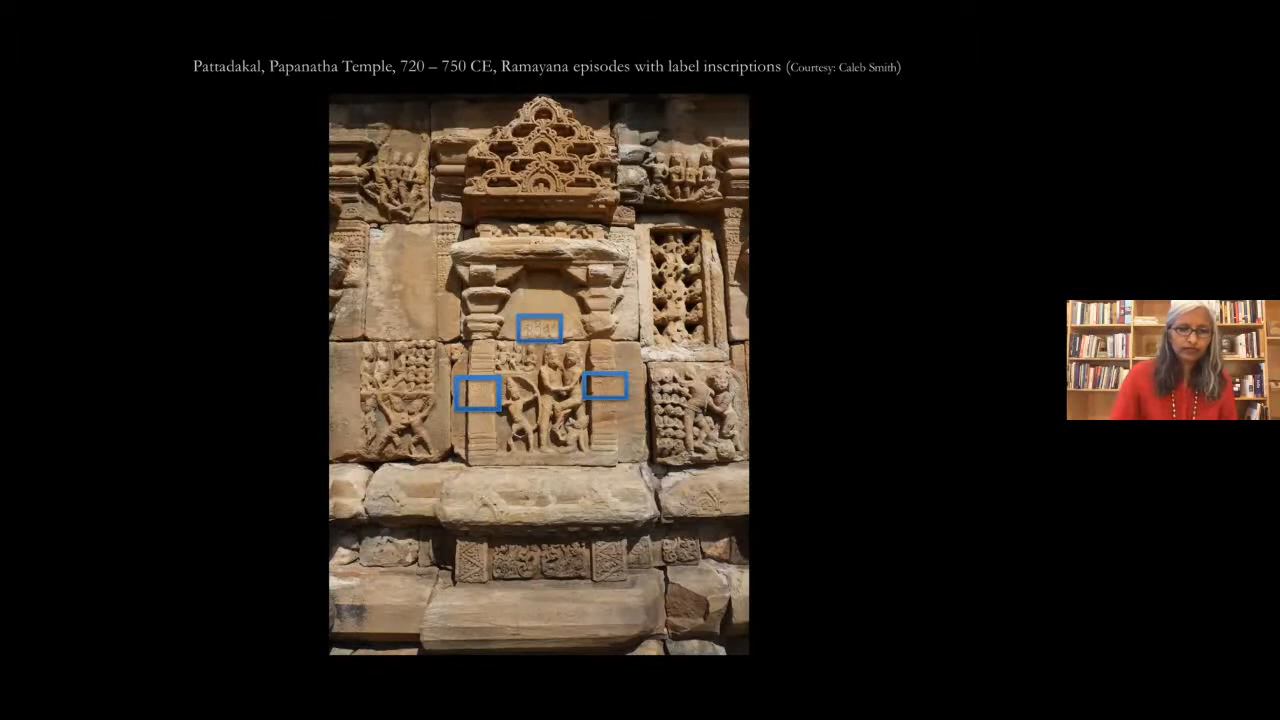 Pattadakal, Papanatha Temple, 720 – 750 CE, Ramayana episodes with label inscriptions (Courtesy: Caleb Smith)